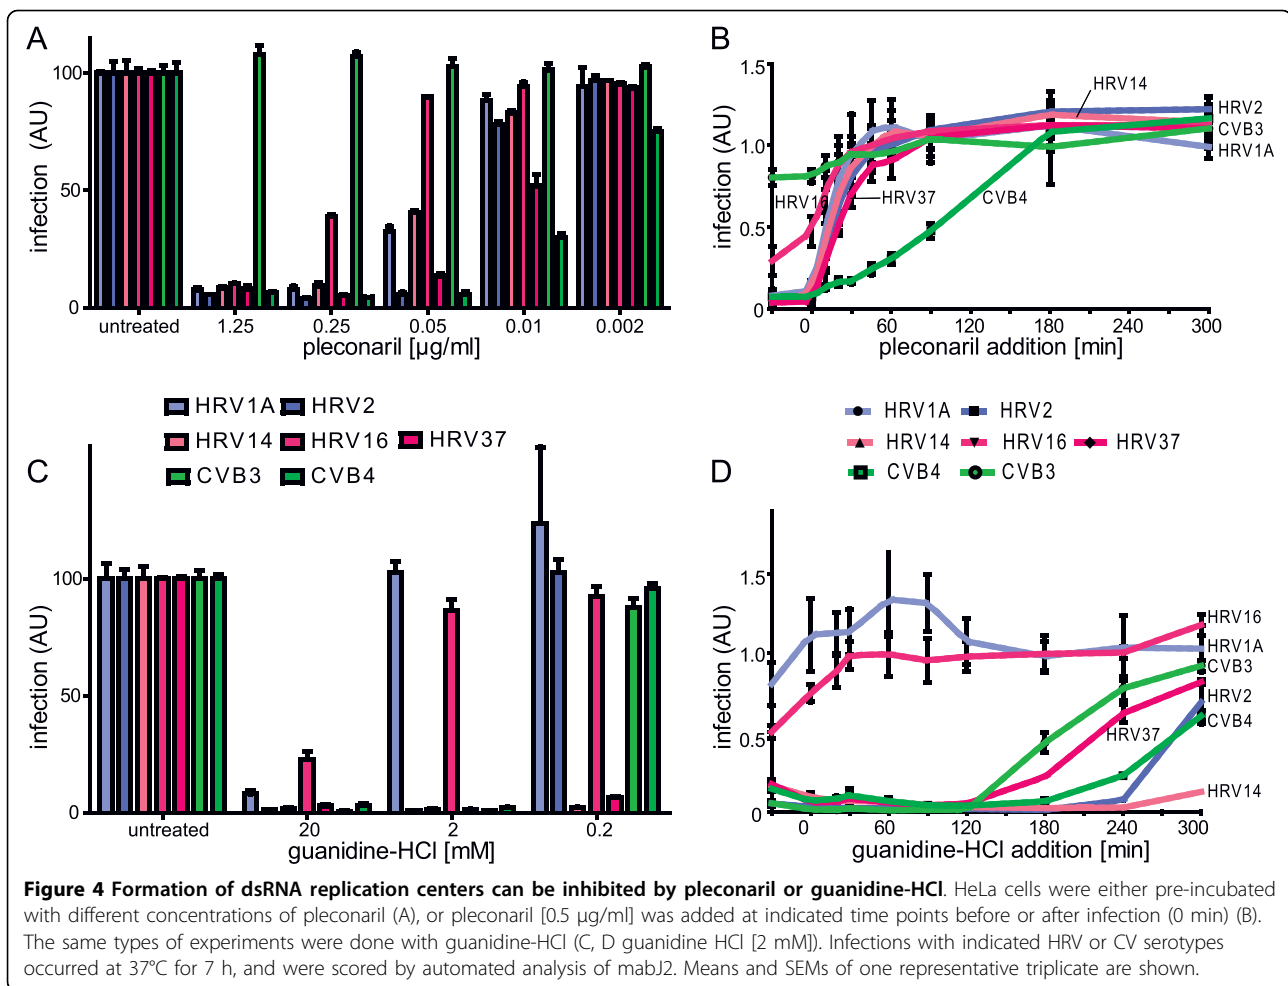 A
infection (AU)
100
50
0
untreated
1.25
0.25
0.05
0.01
0.002
pleconaril [µg/ml]
B
infection (AU)
1.5
1.0
0.5
0
HRV14
HRV2
CVB3
HRV1A
HRV16
HRV37
CVB4
0
60
120
180
240
300
pleconaril addition [min]
HRV1A
HRV2
HRV14
HRV16
HRV37
CVB3
CVB4
HRV1A
HRV2
HRV14
HRV16
HRV37
CVB4
CVB3
C
infection (AU)
100
50
0
untreated
20
2
0.2
guanidine-HCl [mM]
D
infection (AU)
1.5
1.0
0.5
0
HRV16
HRV1A
CVB3
HRV2
HRV37
CVB4
HRV14
0
60
120
180
240
300
guanidine-HCl addition [min]
Figure 4 Formation of dsRNA replication centers can be inhibited by pleconaril or guanidine-HCl. HeLa cells were either pre-incubated
with different concentrations of pleconaril (A), or pleconaril [0.5 µg/ml] was added at indicated time points before or after infection (0 min) (B).
The same types of experiments were done with guanidine-HCl (C, D guanidine HCl [2 mM]). Infections with indicated HRV or CV serotypes
occurred at 37°C for 7 h, and were scored by automated analysis of mabJ2. Means and SEMs of one representative triplicate are shown.